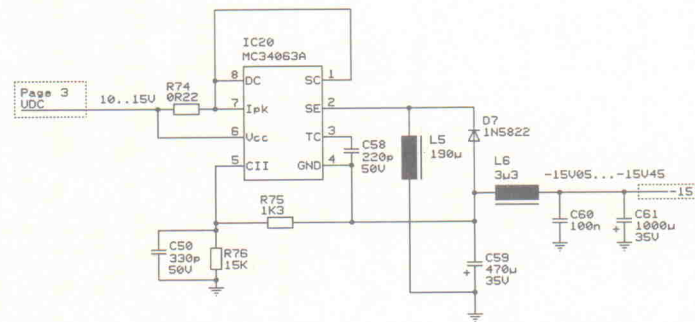 IC20
MC34063A
Page 3
UDC
10..15V
R74
0R22
8 DC SC 1
7 Ipk SE 2
6 Vcc TC 3
5 CII GND 4
C58
220p
50V
L5
190µ
D7
1N5822
L6
3µ3
-15V05...-15V45
-15
R75
1K3
C50
330p
50V
R76
15K
C59
470µ
35V
C60
100n
C61
1000µ
35V
+
+